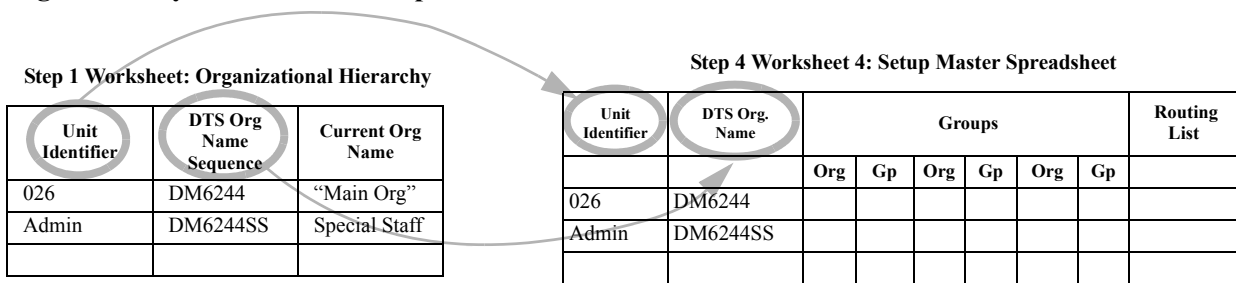 Step 1 Worksheet: Organizational Hierarchy
Unit Identifier
DTS Org Name Sequence
Current Org Name
026 DM6244 “Main Org”
Admin DM6244SS Special Staff
Step 4 Worksheet 4: Setup Master Spreadsheet
Unit Identifier
DTS Org. Name
Groups
Routing List
Org Gp Org Gp Org Gp
026 DM6244
Admin DM6244SS